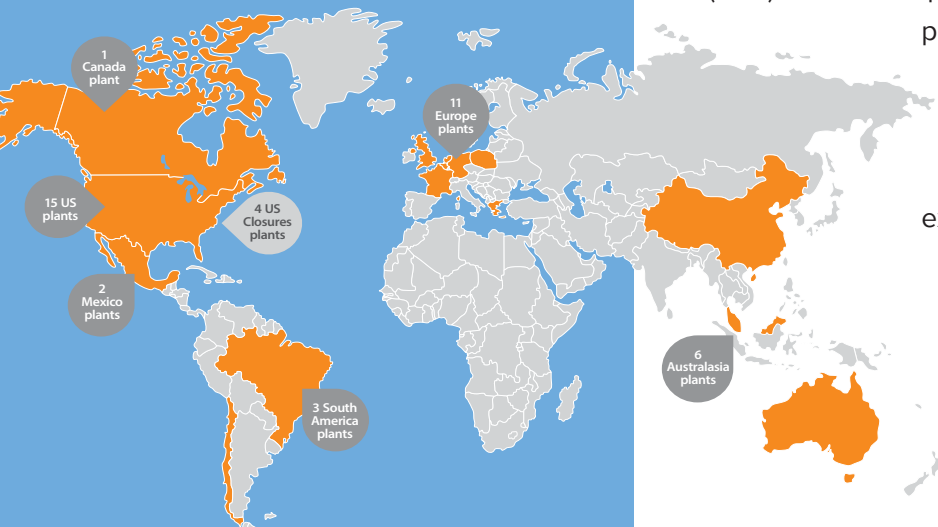 p
1
Canada
plant
11
Europe
plants
15 US
plants
4 US
Closures
plants
e
2
Mexico
plants
6
Australasia
plants
3 South
America
plants